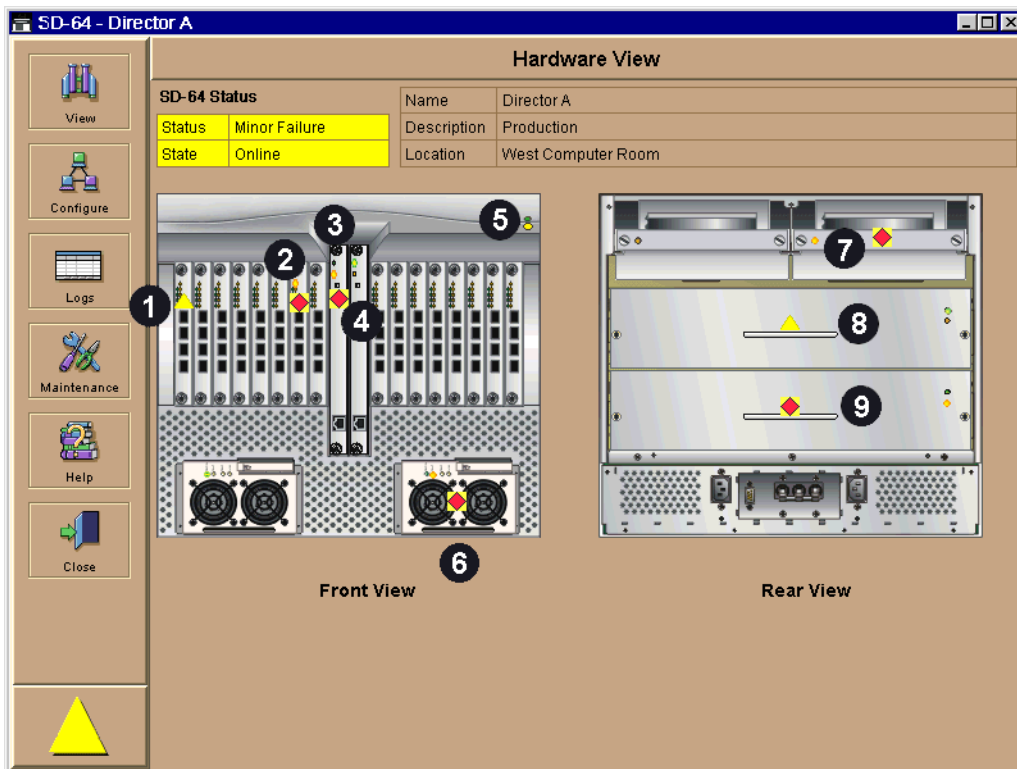 SD-64 - Director A
Hardware View
View
Configure
Logs
Maintenance
Help
Close
SD-64 Status
Status Minor Failure
State Online
Name Director A
Description Production
Location West Computer Room
1
2
3
4
5
6
Front View
7
8
9
Rear View